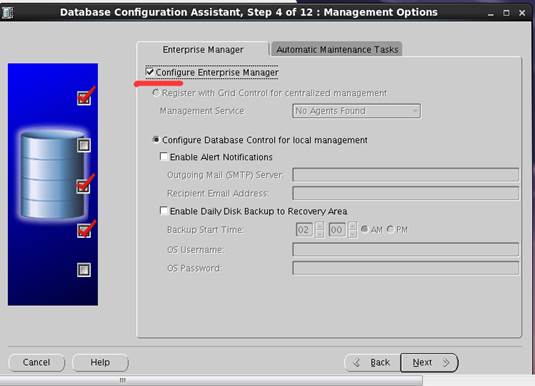 Database Configuration Assistant, Step 4 of 12 : Management Options
Enterprise Manager
Automatic Maintenance Tasks
Configure Enterprise Manager
Register with Grid Control for centralized management
Management Service No Agents Found
Configure Database Control for local management
Enable Alert Notifications
Outgoing Mail (SMTP) Server:
Recipient Email Address:
Enable Daily Disk Backup to Recovery Area
Backup Start Time: 02 00 AM PM
OS Username:
OS Password:
Cancel Help Back Next